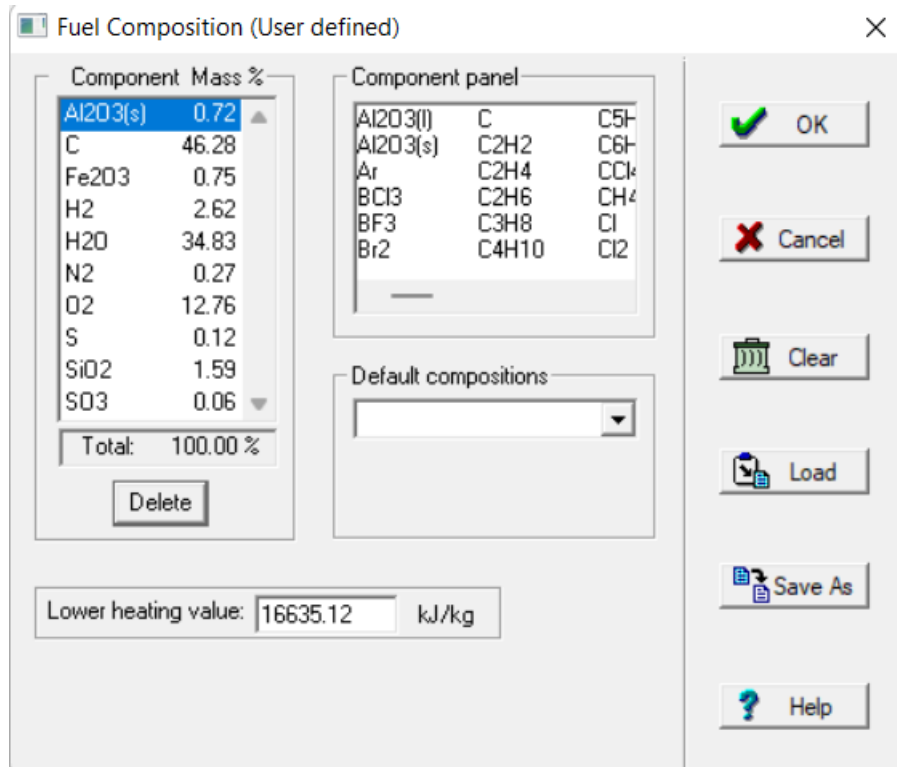 Fuel Composition (User defined)
Component Mass %
Al2O3(s) 0.72
C 46.28
Fe2O3 0.75
H2 2.62
H2O 34.83
N2 0.27
O2 12.76
S 0.12
SiO2 1.59
SO3 0.06
Total: 100.00 %
Delete
Component panel
Al2O3(l) C C5H
Al2O3(s) C2H2 C6H
Ar C2H4 CCl4
BCl3 C2H6 CH4
BF3 C3H8 Cl
Br2 C4H10 Cl2
Default compositions
Lower heating value: 16635.12 kJ/kg
OK
Cancel
Clear
Load
Save As
Help